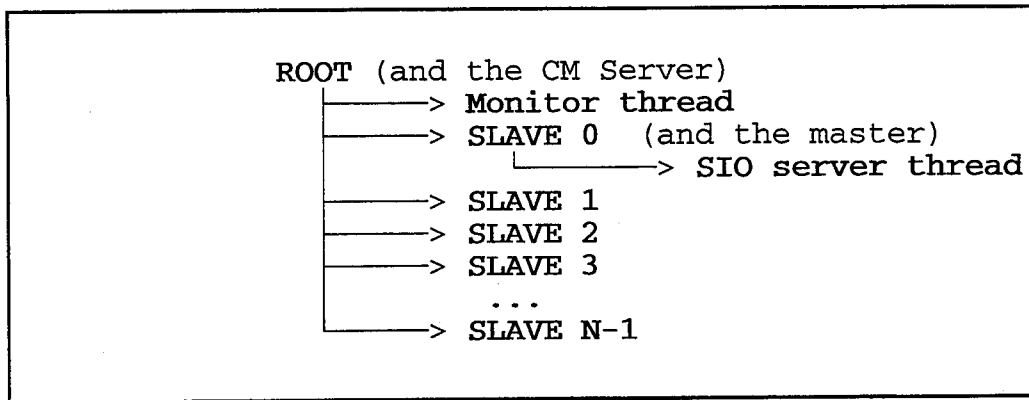 ROOT (and the CM Server)
Monitor thread
SLAVE 0 (and the master)
SIO server thread
SLAVE 1
SLAVE 2
SLAVE 3
...
SLAVE N-1